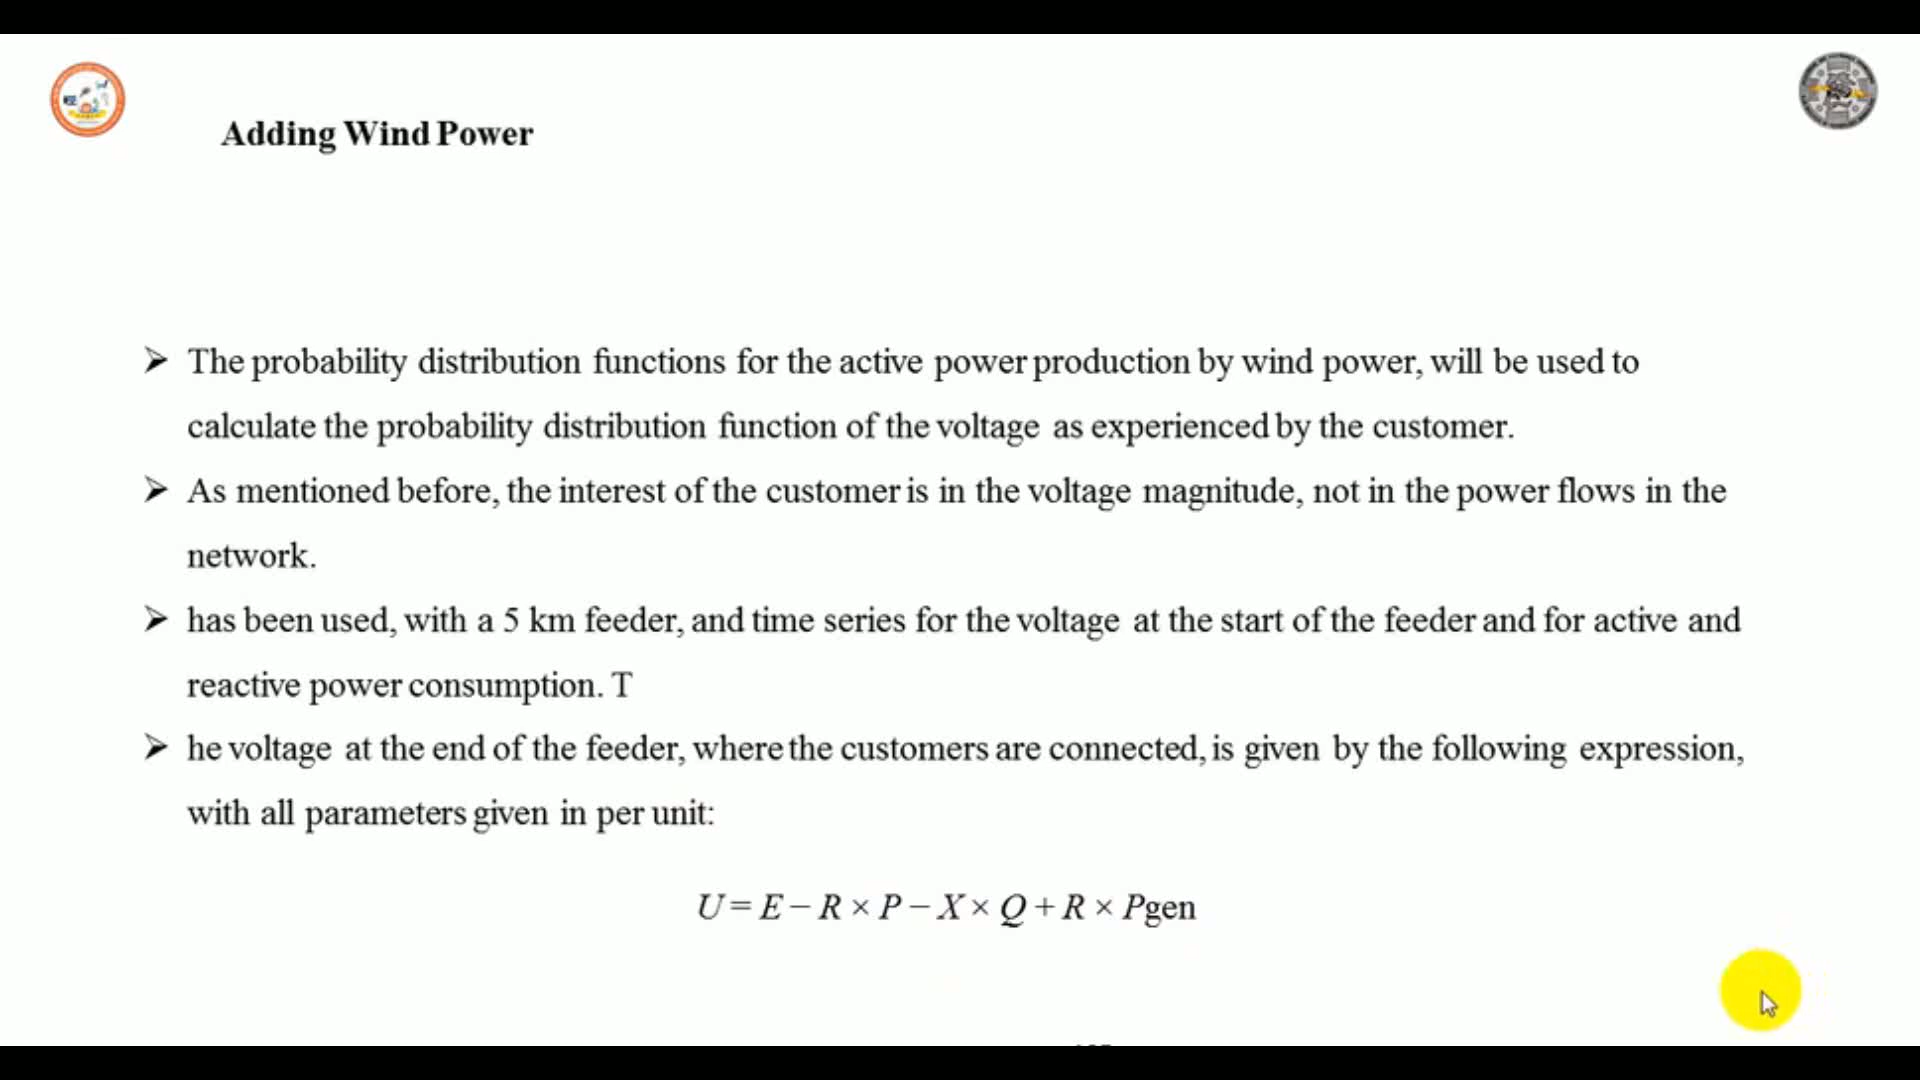 Adding Wind Power
The probability distribution functions for the active power production by wind power, will be used to
calculate the probability distribution function of the voltage as experienced by the customer.
As mentioned before, the interest of the customer is in the voltage magnitude, not in the power flows in the
network.
has been used, with a 5 km feeder, and time series for the voltage at the start of the feeder and for active and
reactive power consumption. T
he voltage at the end of the feeder, where the customers are connected, is given by the following expression,
with all parameters given in per unit:
U = E − R × P − X × Q + R × Pgen